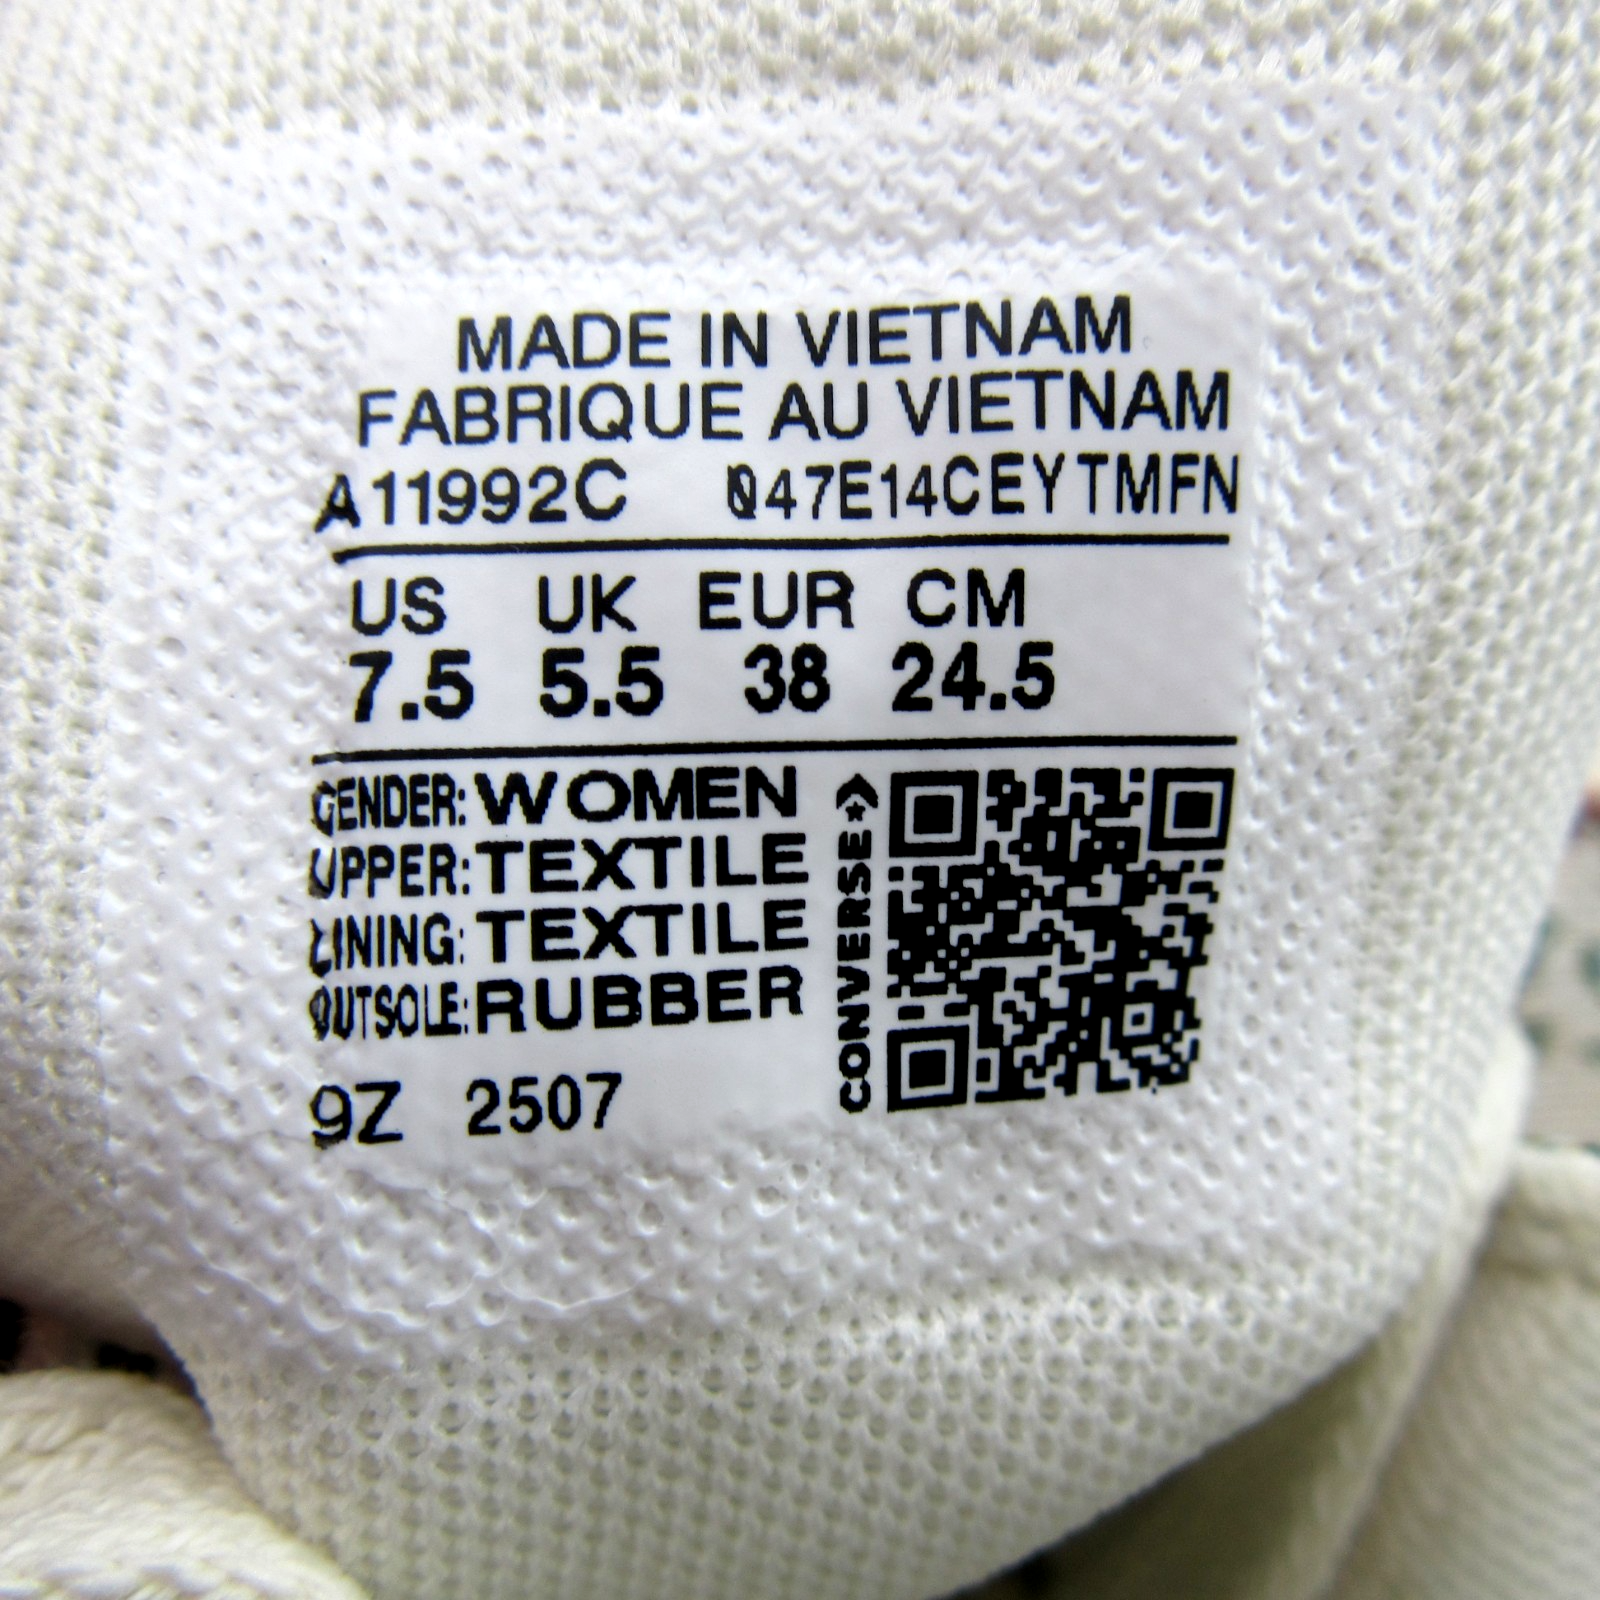 MADE IN VIETNAM
FABRIQUE AU VIETNAM
A11992C 047E14CEYTMFN
US UK EUR CM
7.5 5.5 38 24.5
GENDER: WOMEN
UPPER: TEXTILE
LINING: TEXTILE
OUTSOLE: RUBBER
9Z 2507
CONVERSE